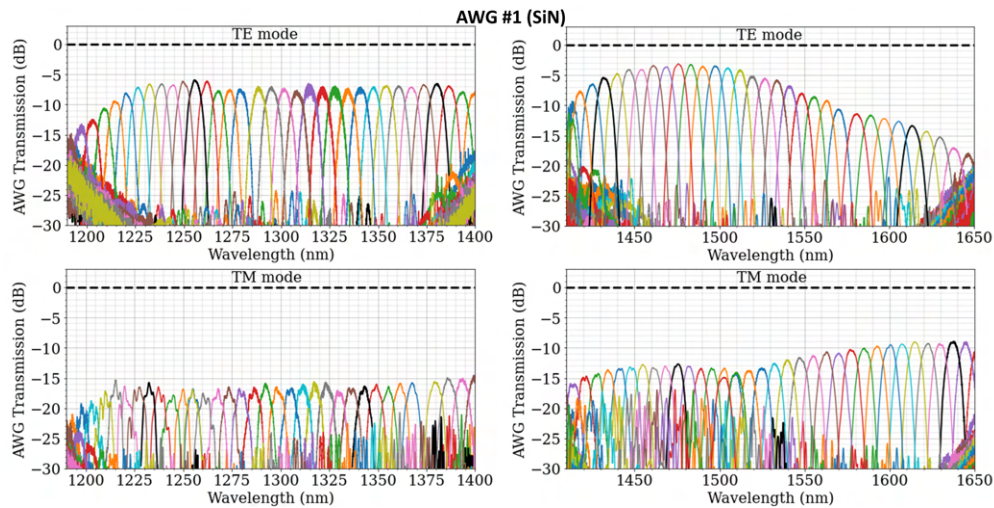 AWG #1 (SiN)
TE mode
AWG Transmission (dB)
0
−5
−10
−15
−20
−25
−30
1200 1225 1250 1275 1300 1325 1350 1375 1400
Wavelength (nm)
TE mode
AWG Transmission (dB)
0
−5
−10
−15
−20
−25
−30
1450 1500 1550 1600 1650
Wavelength (nm)
TM mode
AWG Transmission (dB)
0
−5
−10
−15
−20
−25
−30
1200 1225 1250 1275 1300 1325 1350 1375 1400
Wavelength (nm)
TM mode
AWG Transmission (dB)
0
−5
−10
−15
−20
−25
−30
1450 1500 1550 1600 1650
Wavelength (nm)